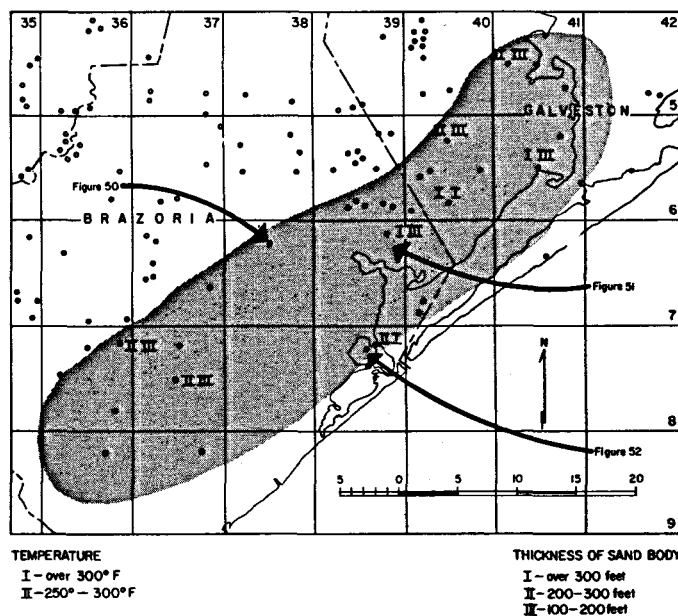 35 36 37 38 39 40 41 42
II III
GALVESTON
5
II III
I III
Figure 50
I I
BRAZORIA
6
I III
Figure 51
7
II III
II I
N
II III
8
Figure 52
5 0 5 10 15 20
9
TEMPERATURE
I - over 300° F
II - 250° - 300° F
THICKNESS OF SAND BODY
I - over 300 feet
II - 200-300 feet
III - 100-200 feet